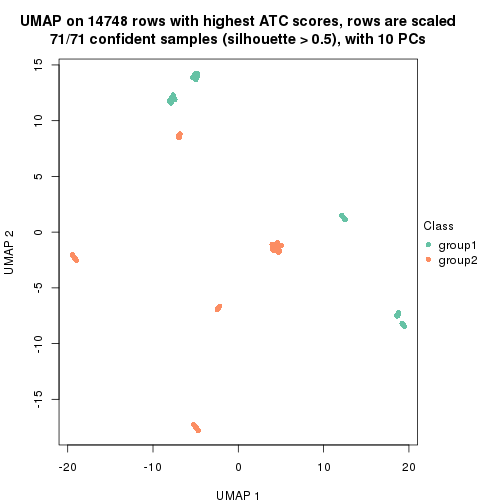 UMAP on 14748 rows with highest ATC scores, rows are scaled
71/71 confident samples (silhouette > 0.5), with 10 PCs
15
10
5
0
-5
-10
-15
UMAP 2
-20
-10
0
10
20
UMAP 1
Class
group1
group2